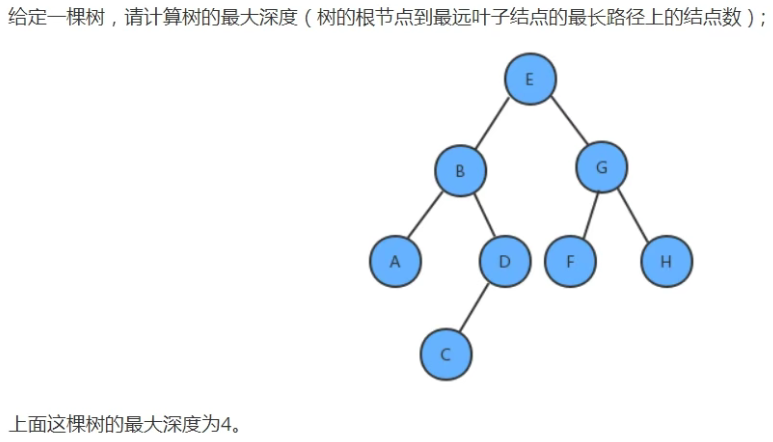 给定一棵树，请计算树的最大深度（树的根节点到最远叶子结点的最长路径上的结点数）;
E
B
G
A
D
F
H
C
上面这棵树的最大深度为4。